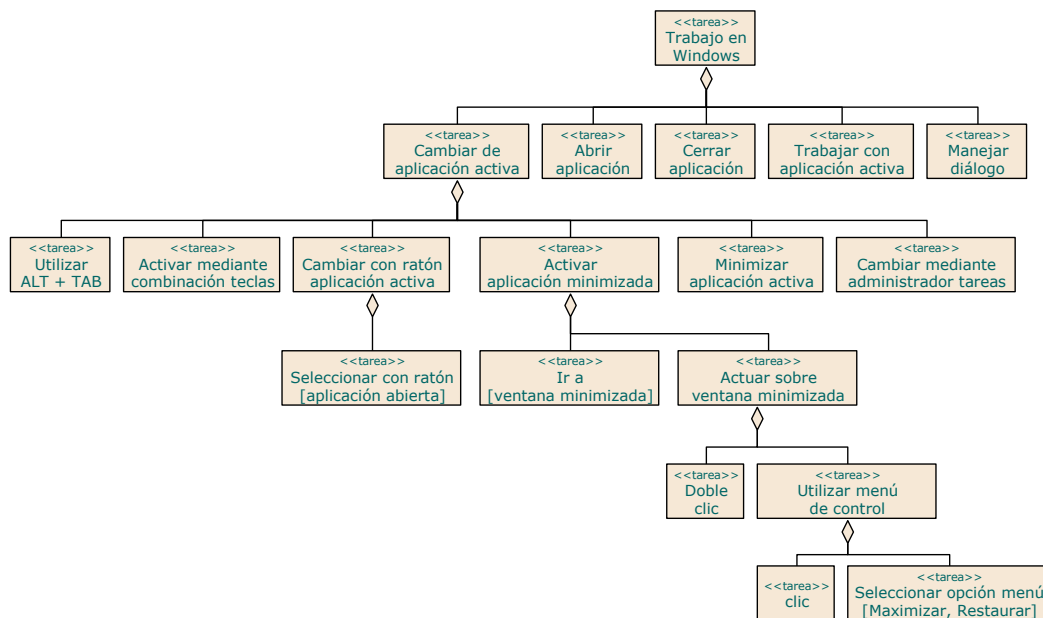 <<tarea>>
Trabajo en
Windows
<<tarea>>
Cambiar de
aplicación activa
<<tarea>>
Abrir
aplicación
<<tarea>>
Cerrar
aplicación
<<tarea>>
Trabajar con
aplicación activa
<<tarea>>
Manejar
diálogo
<<tarea>>
Utilizar
ALT + TAB
<<tarea>>
Activar mediante
combinación teclas
<<tarea>>
Cambiar con ratón
aplicación activa
<<tarea>>
Activar
aplicación minimizada
<<tarea>>
Minimizar
aplicación activa
<<tarea>>
Cambiar mediante
administrador tareas
<<tarea>>
Seleccionar con ratón
[aplicación abierta]
<<tarea>>
Ir a
[ventana minimizada]
<<tarea>>
Actuar sobre
ventana minimizada
<<tarea>>
Doble
clic
<<tarea>>
Utilizar menú
de control
<<tarea>>
clic
<<tarea>>
Seleccionar opción menú
[Maximizar, Restaurar]